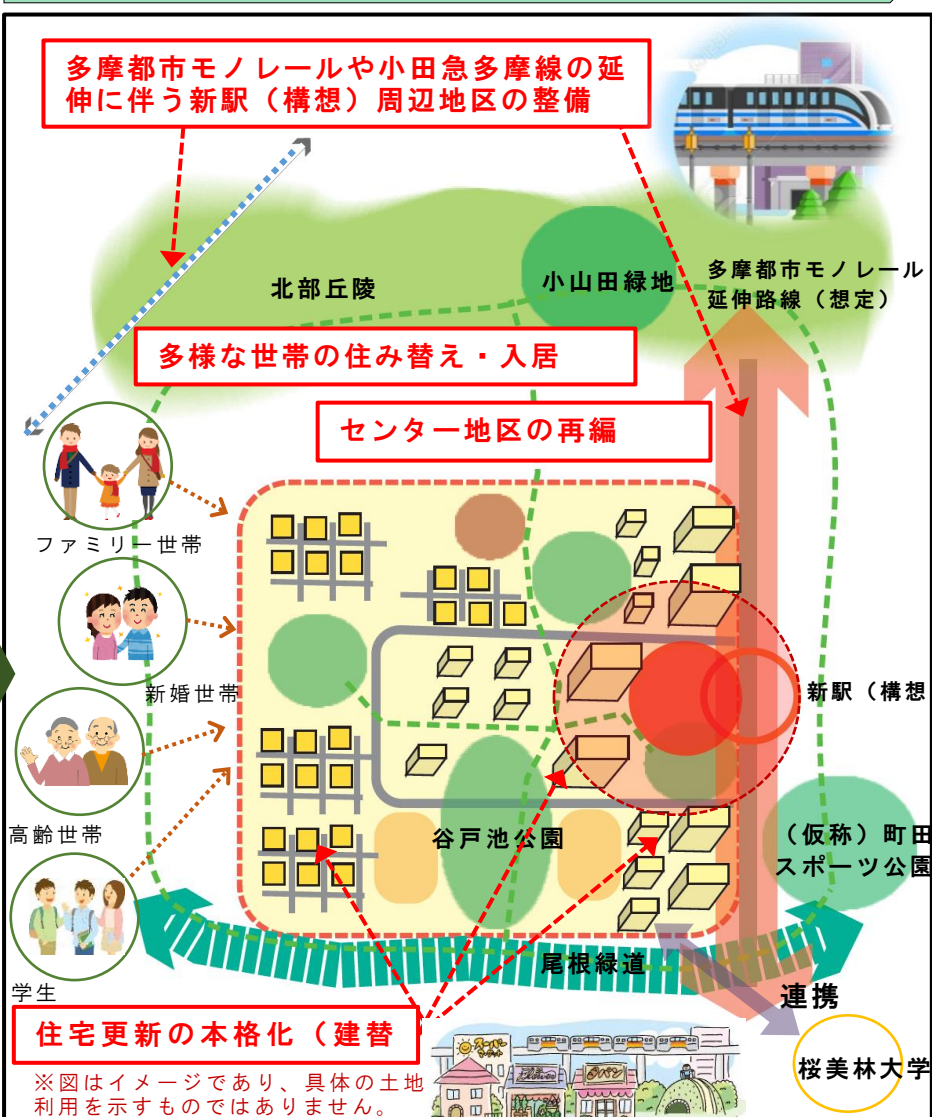 多摩都市モノレールや小田急多摩線の延
伸に伴う新駅（構想）周辺地区の整備
北部丘陵
小山田緑地
多摩都市モノレール
延伸路線（想定）
多様な世帯の住み替え・入居
センター地区の再編
ファミリー世帯
新婚世帯
新駅（構想
高齢世帯
谷戸池公園
（仮称）町田
スポーツ公園
尾根緑道
学生
連携
住宅更新の本格化（建替
桜美林大学
※図はイメージであり、具体の土地
利用を示すものではありません。
スーパー
パン